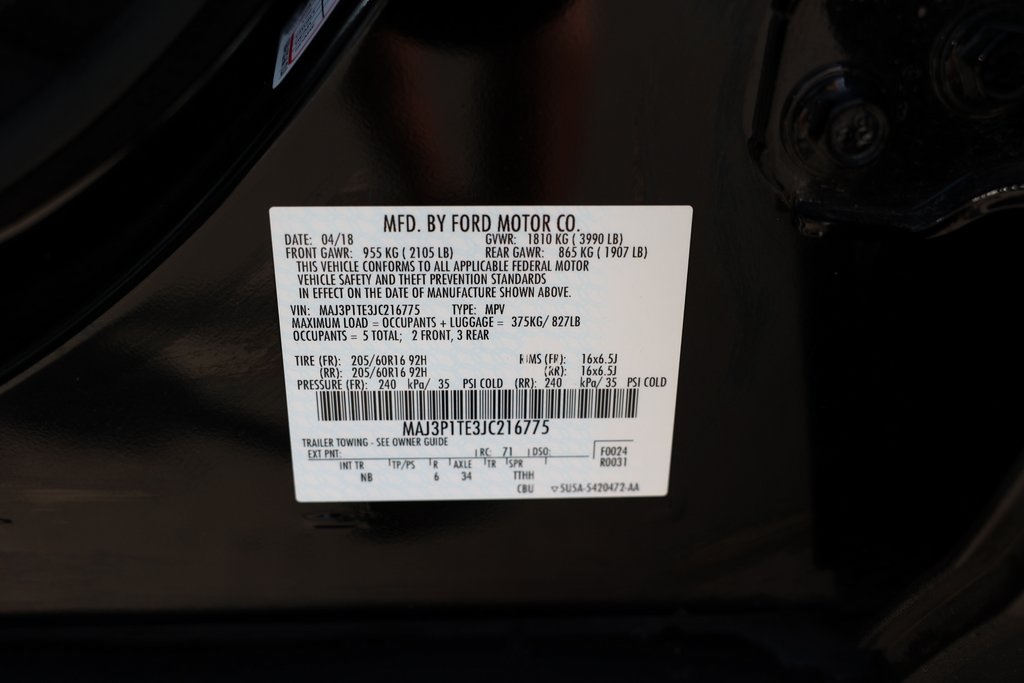 MFD. BY FORD MOTOR CO.
DATE: 04/18 GVWR: 1810 KG ( 3990 LB)
FRONT GAWR: 955 KG ( 2105 LB) REAR GAWR: 865 KG ( 1907 LB)
THIS VEHICLE CONFORMS TO ALL APPLICABLE FEDERAL MOTOR
VEHICLE SAFETY AND THEFT PREVENTION STANDARDS
IN EFFECT ON THE DATE OF MANUFACTURE SHOWN ABOVE.
VIN: MAJ3P1TE3JC216775 TYPE: MPV
MAXIMUM LOAD = OCCUPANTS + LUGGAGE = 375KG/ 827LB
OCCUPANTS = 5 TOTAL; 2 FRONT, 3 REAR
TIRE (FR): 205/60R16 92H RIMS (FR): 16x6.5J
(RR): 205/60R16 92H (RR): 16x6.5J
PRESSURE (FR): 240 kPa/ 35 PSI COLD (RR): 240 kPa/ 35 PSI COLD
MAJ3P1TE3JC216775
TRAILER TOWING - SEE OWNER GUIDE
EXT PNT: RC: 71 DSO: F0024
R0031
INT TR TP/PS R AXLE TR SPR
NB 6 34 TTHH
CBU 5U5A-5420472-AA